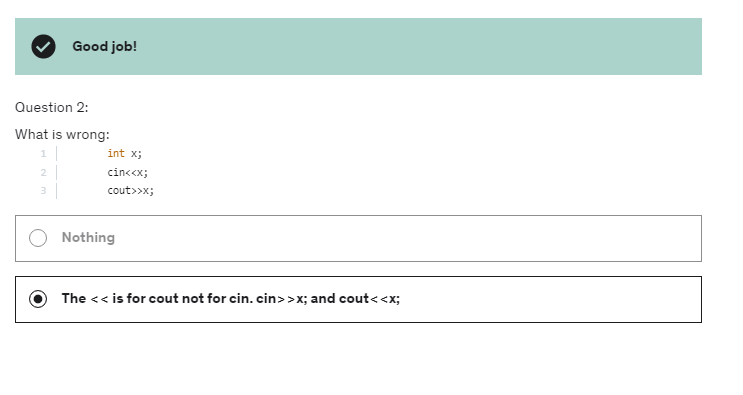 Good job!
Question 2:
What is wrong:
1 int x;
2 cin<<x;
3 cout>>x;
Nothing
The << is for cout not for cin. cin>>x; and cout<<x;